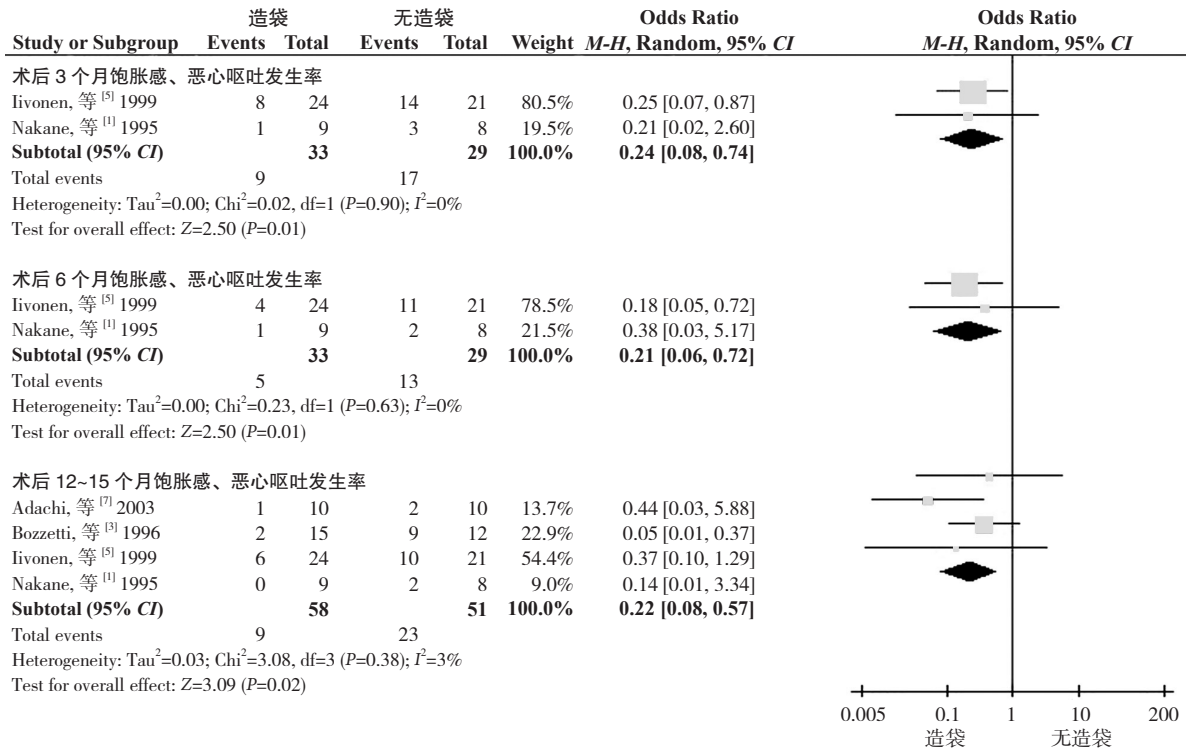 造袋 无造袋 Odds Ratio Odds Ratio
Study or Subgroup Events Total Events Total Weight M-H, Random, 95% CI M-H, Random, 95% CI
术后 3 个月饱胀感、恶心呕吐发生率
Iivonen, 等 [5] 1999 8 24 14 21 80.5% 0.25 [0.07, 0.87]
Nakane, 等 [1] 1995 1 9 3 8 19.5% 0.21 [0.02, 2.60]
Subtotal (95% CI) 33 29 100.0% 0.24 [0.08, 0.74]
Total events 9 17
Heterogeneity: Tau²=0.00; Chi²=0.02, df=1 (P=0.90); I²=0%
Test for overall effect: Z=2.50 (P=0.01)
术后 6 个月饱胀感、恶心呕吐发生率
Iivonen, 等 [5] 1999 4 24 11 21 78.5% 0.18 [0.05, 0.72]
Nakane, 等 [1] 1995 1 9 2 8 21.5% 0.38 [0.03, 5.17]
Subtotal (95% CI) 33 29 100.0% 0.21 [0.06, 0.72]
Total events 5 13
Heterogeneity: Tau²=0.00; Chi²=0.23, df=1 (P=0.63); I²=0%
Test for overall effect: Z=2.50 (P=0.01)
术后 12~15 个月饱胀感、恶心呕吐发生率
Adachi, 等 [7] 2003 1 10 2 10 13.7% 0.44 [0.03, 5.88]
Bozzetti, 等 [3] 1996 2 15 9 12 22.9% 0.05 [0.01, 0.37]
Iivonen, 等 [5] 1999 6 24 10 21 54.4% 0.37 [0.10, 1.29]
Nakane, 等 [1] 1995 0 9 2 8 9.0% 0.14 [0.01, 3.34]
Subtotal (95% CI) 58 51 100.0% 0.22 [0.08, 0.57]
Total events 9 23
Heterogeneity: Tau²=0.03; Chi²=3.08, df=3 (P=0.38); I²=3%
Test for overall effect: Z=3.09 (P=0.02)
0.005 0.1 1 10 200
造袋 无造袋